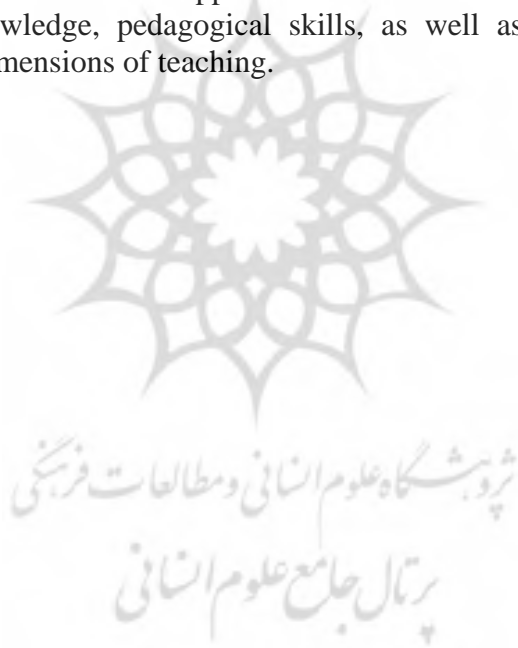 wledge, pedagogical skills, as well as
mensions of teaching.
پژوهشگاه علوم انسانی و مطالعات فرهنگی
پرتال جامع علوم انسانی